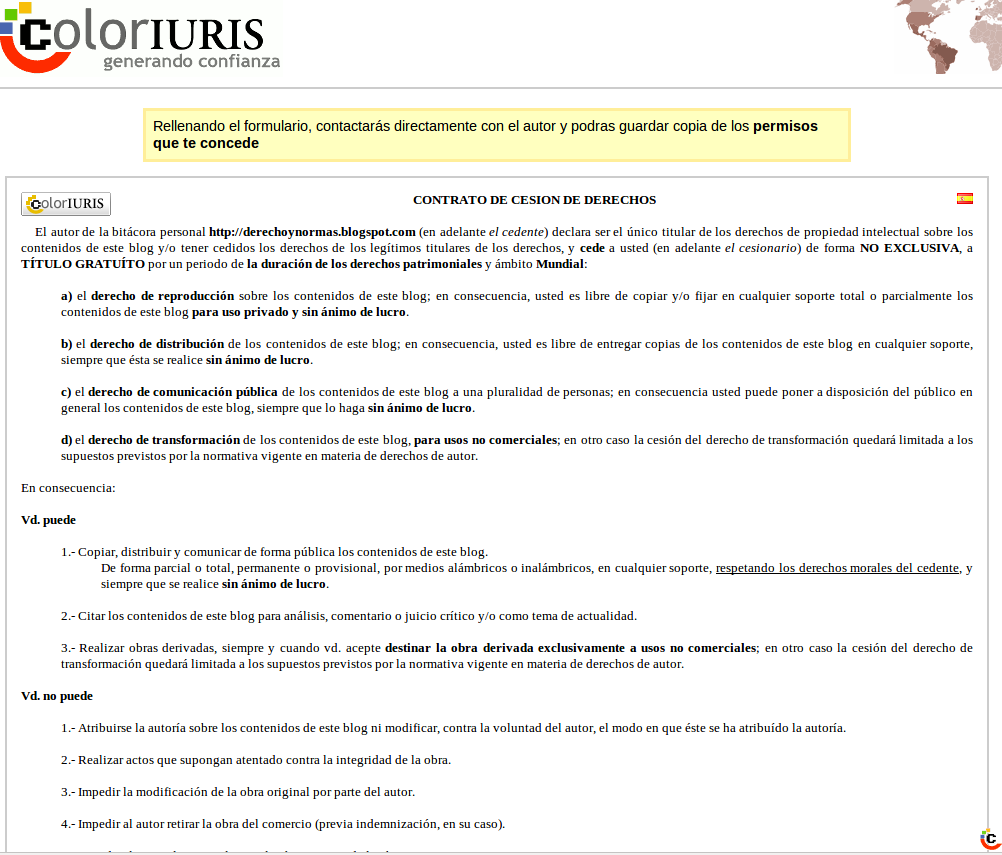 colorIURIS
generando confianza
Rellenando el formulario, contactarás directamente con el autor y podras guardar copia de los permisos
que te concede
colorIURIS
CONTRATO DE CESION DE DERECHOS
El autor de la bitácora personal http://derechoynormas.blogspot.com (en adelante el cedente) declara ser el único titular de los derechos de propiedad intelectual sobre los
contenidos de este blog y/o tener cedidos los derechos de los legítimos titulares de los derechos, y cede a usted (en adelante el cesionario) de forma NO EXCLUSIVA, a
TÍTULO GRATUÍTO por un periodo de la duración de los derechos patrimoniales y ámbito Mundial:
a) el derecho de reproducción sobre los contenidos de este blog; en consecuencia, usted es libre de copiar y/o fijar en cualquier soporte total o parcialmente los
contenidos de este blog para uso privado y sin ánimo de lucro.
b) el derecho de distribución de los contenidos de este blog; en consecuencia, usted es libre de entregar copias de los contenidos de este blog en cualquier soporte,
siempre que ésta se realice sin ánimo de lucro.
c) el derecho de comunicación pública de los contenidos de este blog a una pluralidad de personas; en consecuencia usted puede poner a disposición del público en
general los contenidos de este blog, siempre que lo haga sin ánimo de lucro.
d) el derecho de transformación de los contenidos de este blog, para usos no comerciales; en otro caso la cesión del derecho de transformación quedará limitada a los
supuestos previstos por la normativa vigente en materia de derechos de autor.
En consecuencia:
Vd. puede
1.- Copiar, distribuir y comunicar de forma pública los contenidos de este blog.
De forma parcial o total, permanente o provisional, por medios alámbricos o inalámbricos, en cualquier soporte, respetando los derechos morales del cedente, y
siempre que se realice sin ánimo de lucro.
2.- Citar los contenidos de este blog para análisis, comentario o juicio crítico y/o como tema de actualidad.
3.- Realizar obras derivadas, siempre y cuando vd. acepte destinar la obra derivada exclusivamente a usos no comerciales; en otro caso la cesión del derecho de
transformación quedará limitada a los supuestos previstos por la normativa vigente en materia de derechos de autor.
Vd. no puede
1.- Atribuirse la autoría sobre los contenidos de este blog ni modificar, contra la voluntad del autor, el modo en que éste se ha atribuído la autoría.
2.- Realizar actos que supongan atentado contra la integridad de la obra.
3.- Impedir la modificación de la obra original por parte del autor.
4.- Impedir al autor retirar la obra del comercio (previa indemnización, en su caso).